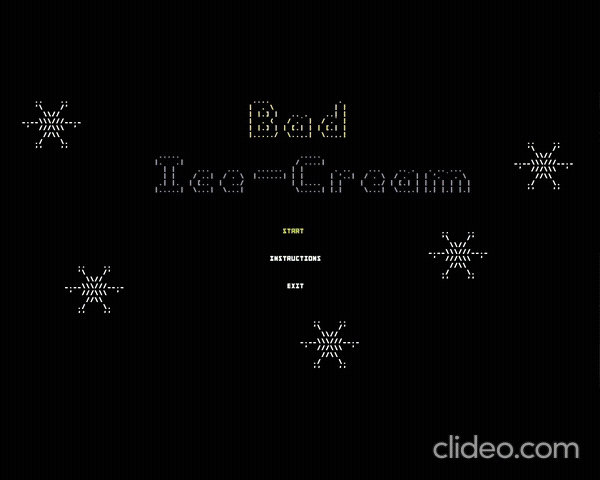 Bad
Ice-Cream
START
INSTRUCTIONS
EXIT
clideo.com